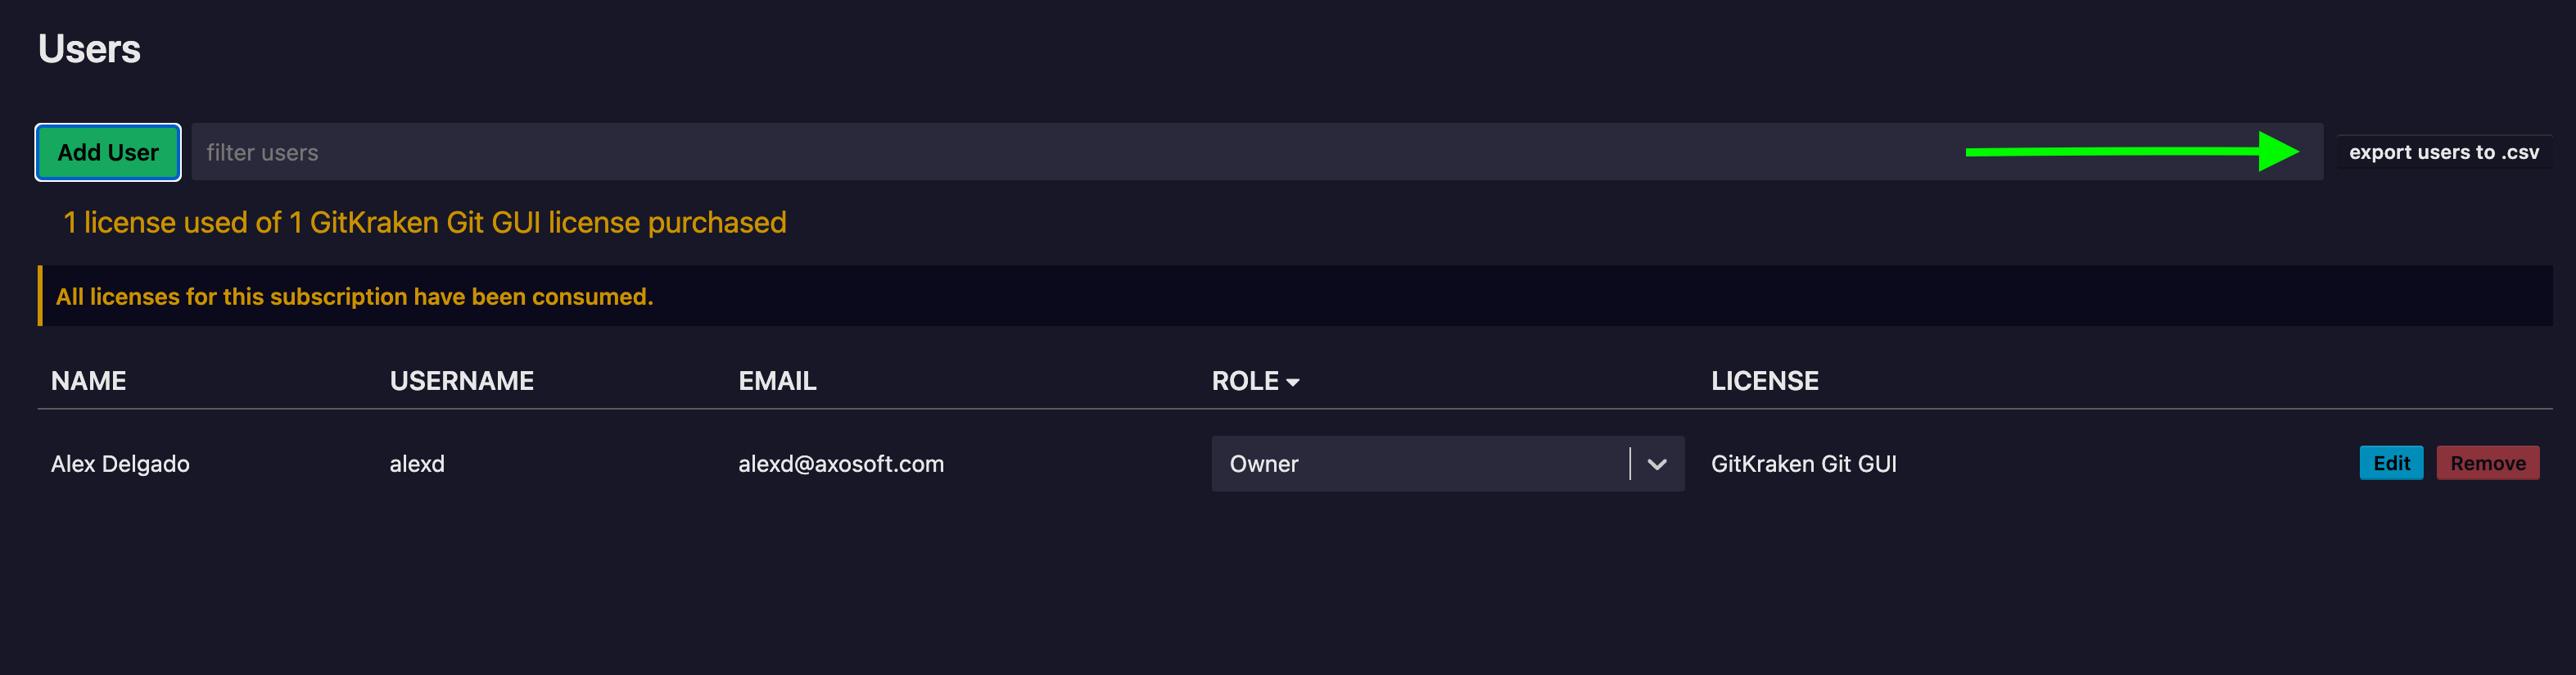 Users
Add User filter users export users to .csv
1 license used of 1 GitKraken Git GUI license purchased
All licenses for this subscription have been consumed.
NAME USERNAME EMAIL ROLE LICENSE
Alex Delgado alexd alexd@axosoft.com Owner GitKraken Git GUI Edit Remove